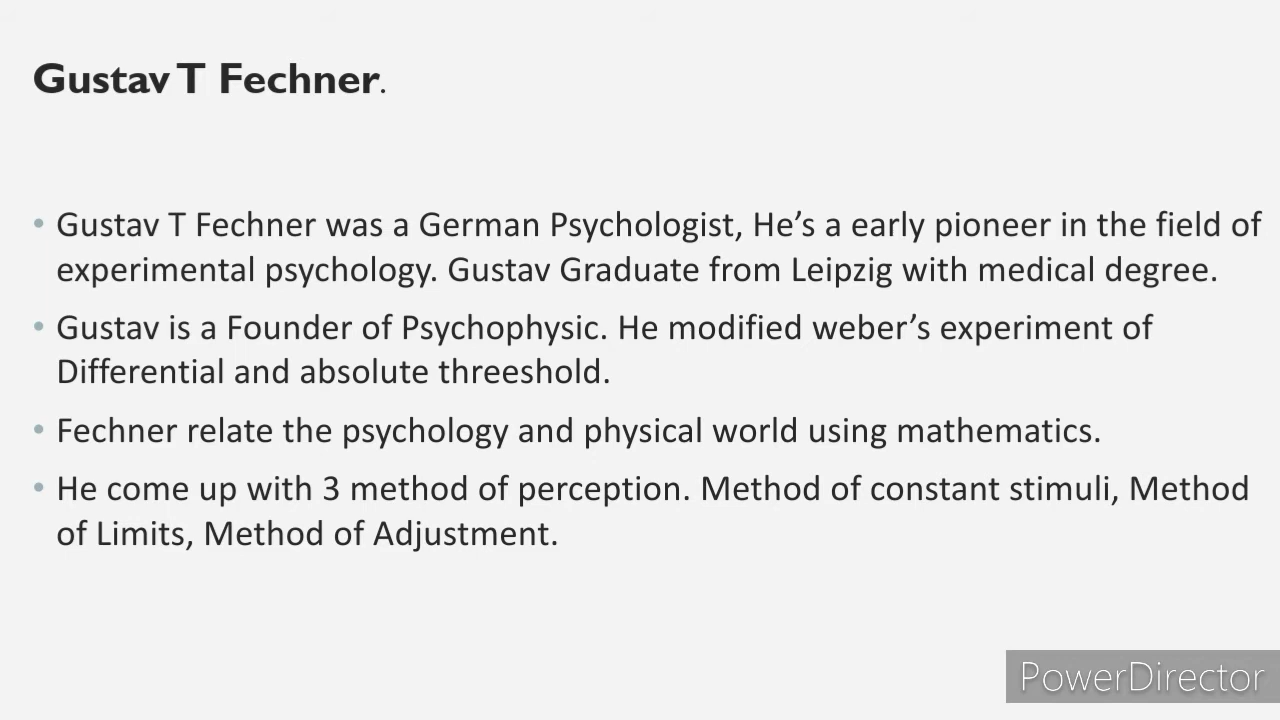 Gustav T Fechner.
• Gustav T Fechner was a German Psychologist, He’s a early pioneer in the field of
experimental psychology. Gustav Graduate from Leipzig with medical degree.
• Gustav is a Founder of Psychophysic. He modified weber’s experiment of
Differential and absolute threeshold.
• Fechner relate the psychology and physical world using mathematics.
• He come up with 3 method of perception. Method of constant stimuli, Method
of Limits, Method of Adjustment.
PowerDirector